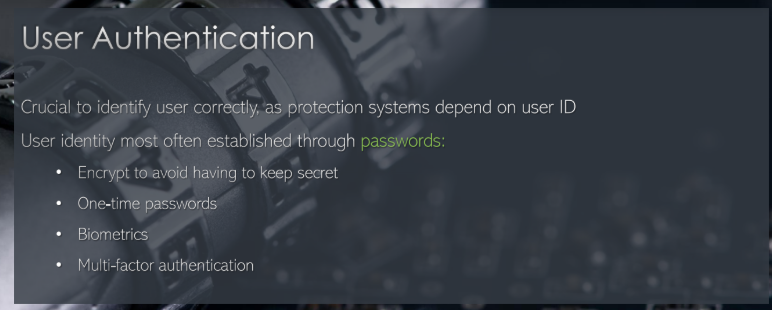 User Authentication
Crucial to identify user correctly, as protection systems depend on user ID
User identity most often established through passwords:
• Encrypt to avoid having to keep secret
• One-time passwords
• Biometrics
• Multi-factor authentication